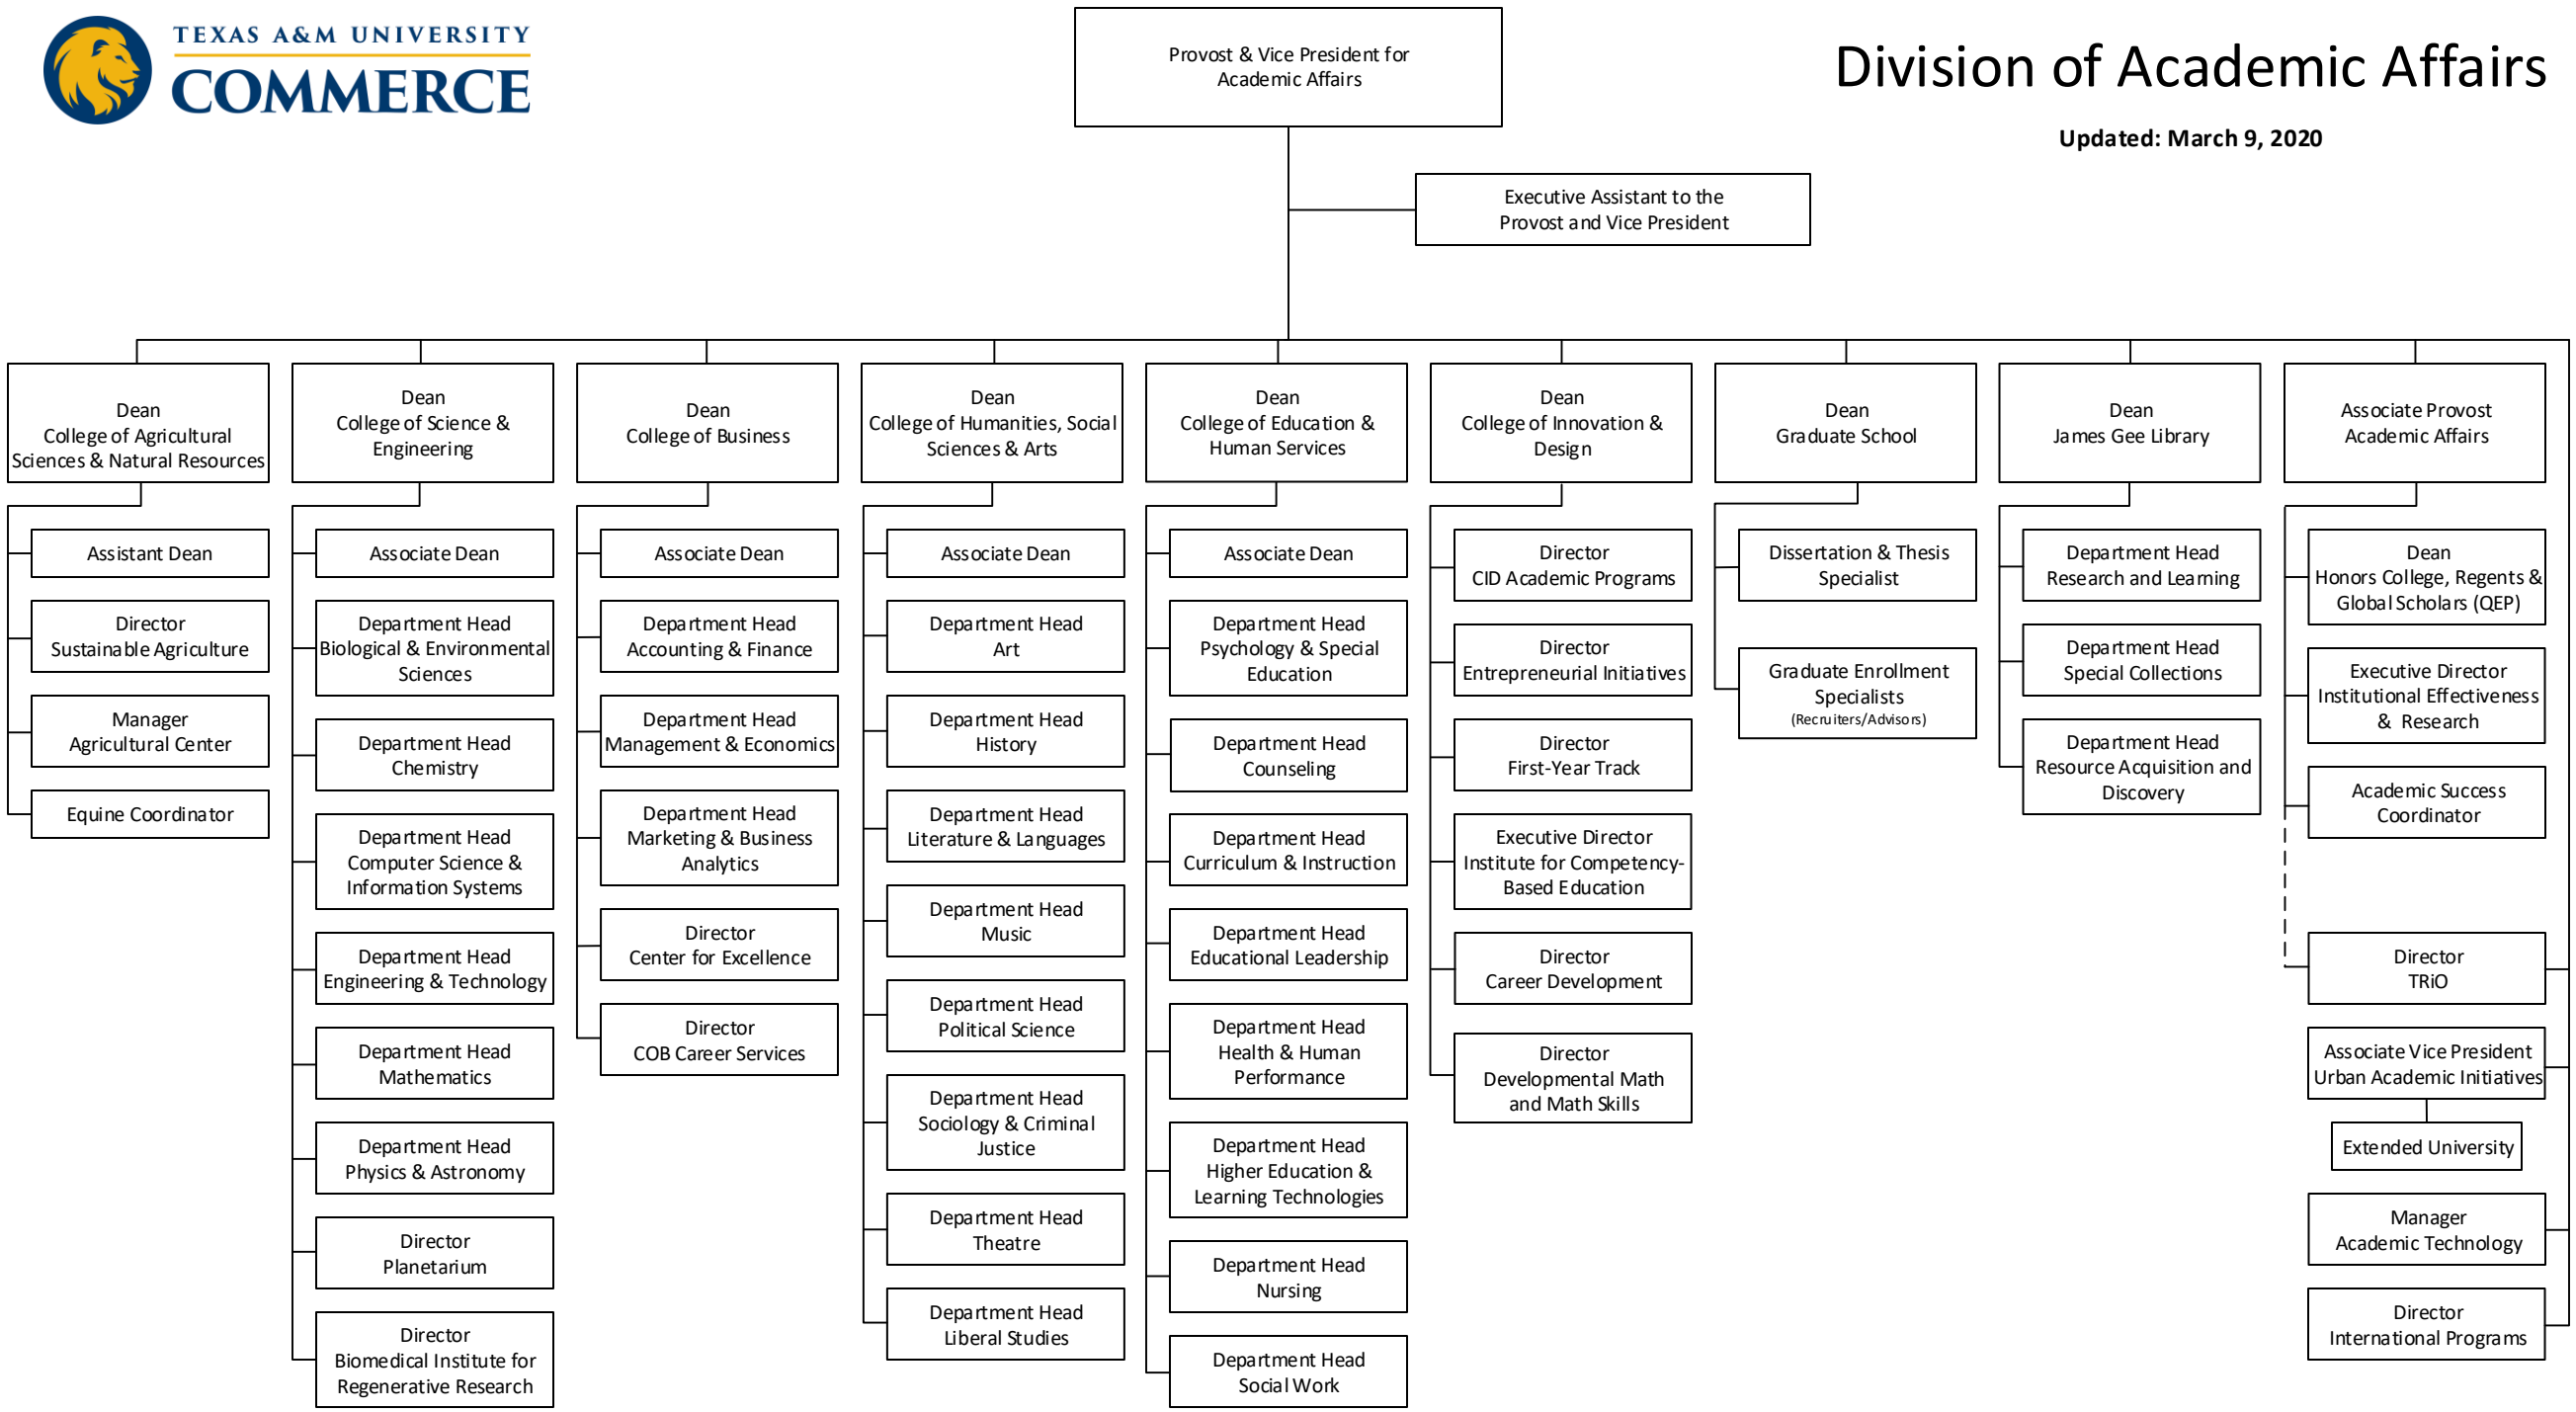 TEXAS A&M UNIVERSITY
COMMERCE
Provost & Vice President for
Academic Affairs
Division of Academic Affairs
Updated: March 9, 2020
Executive Assistant to the
Provost and Vice President
Dean
College of Agricultural
Sciences & Natural Resources
Assistant Dean
Director
Sustainable Agriculture
Manager
Agricultural Center
Equine Coordinator
Dean
College of Science &
Engineering
Associate Dean
Department Head
Biological & Environmental
Sciences
Department Head
Chemistry
Department Head
Computer Science &
Information Systems
Department Head
Engineering & Technology
Department Head
Mathematics
Department Head
Physics & Astronomy
Director
Planetarium
Director
Biomedical Institute for
Regenerative Research
Dean
College of Business
Associate Dean
Department Head
Accounting & Finance
Department Head
Management & Economics
Department Head
Marketing & Business
Analytics
Director
Center for Excellence
Director
COB Career Services
Dean
College of Humanities, Social
Sciences & Arts
Associate Dean
Department Head
Art
Department Head
History
Department Head
Literature & Languages
Department Head
Music
Department Head
Political Science
Department Head
Sociology & Criminal
Justice
Department Head
Theatre
Department Head
Liberal Studies
Dean
College of Education &
Human Services
Associate Dean
Department Head
Psychology & Special
Education
Department Head
Counseling
Department Head
Curriculum & Instruction
Department Head
Educational Leadership
Department Head
Health & Human
Performance
Department Head
Higher Education &
Learning Technologies
Department Head
Nursing
Department Head
Social Work
Dean
College of Innovation &
Design
Director
CID Academic Programs
Director
Entrepreneurial Initiatives
Director
First-Year Track
Executive Director
Institute for Competency-
Based Education
Director
Career Development
Director
Developmental Math
and Math Skills
Dean
Graduate School
Dissertation & Thesis
Specialist
Graduate Enrollment
Specialists
(Recruiters/Advisors)
Dean
James Gee Library
Department Head
Research and Learning
Department Head
Special Collections
Department Head
Resource Acquisition and
Discovery
Associate Provost
Academic Affairs
Dean
Honors College, Regents &
Global Scholars (QEP)
Executive Director
Institutional Effectiveness
& Research
Academic Success
Coordinator
Director
TRiO
Associate Vice President
Urban Academic Initiatives
Extended University
Manager
Academic Technology
Director
International Programs